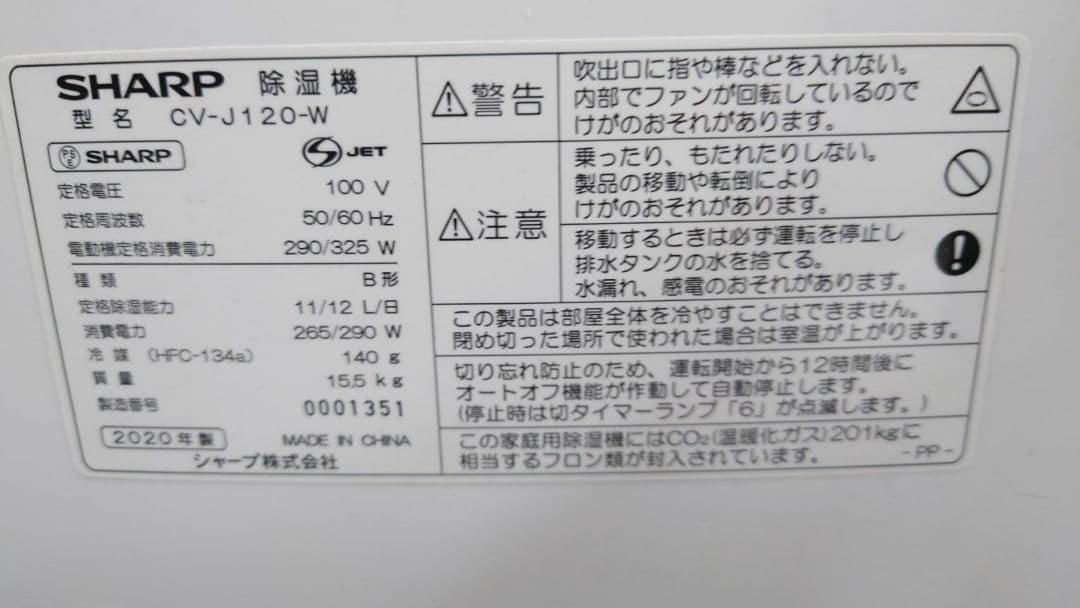 SHARP 除湿機
型名 CV-J120-W
PSE SHARP S JET
定格電圧 100 V
定格周波数 50/60 Hz
電動機定格消費電力 290/325 W
種類 B形
定格除湿能力 11/12 L/日
消費電力 265/290 W
冷媒 (HFC-134a) 140 g
質量 15.5 kg
製造番号 0001351
2020年製 MADE IN CHINA
シャープ株式会社
警告
吹出口に指や棒などを入れない。
内部でファンが回転しているので
けがのおそれがあります。
注意
乗ったり、もたれたりしない。
製品の移動や転倒により
けがのおそれがあります。
移動するときは必ず運転を停止し
排水タンクの水を捨てる。
水漏れ、感電のおそれがあります。
この製品は部屋全体を冷やすことはできません。
閉め切った場所で使われた場合は室温が上がります。
切り忘れ防止のため、運転開始から12時間後に
オートオフ機能が作動して自動停止します。
(停止時は切タイマーランプ「6」が点滅します。)
この家庭用除湿機にはCO₂(温暖化ガス)201kgに
相当するフロン類が封入されています。 -PP-